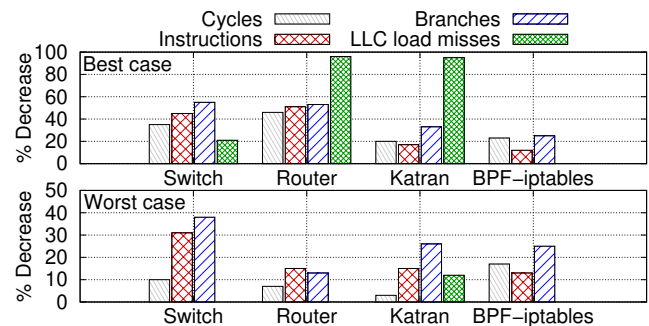 Cycles
Branches
Instructions
LLC load misses
% Decrease
100
80
60
40
20
0
Best case
Switch Router Katran BPF-iptables
% Decrease
50
40
30
20
10
0
Worst case
Switch Router Katran BPF-iptables